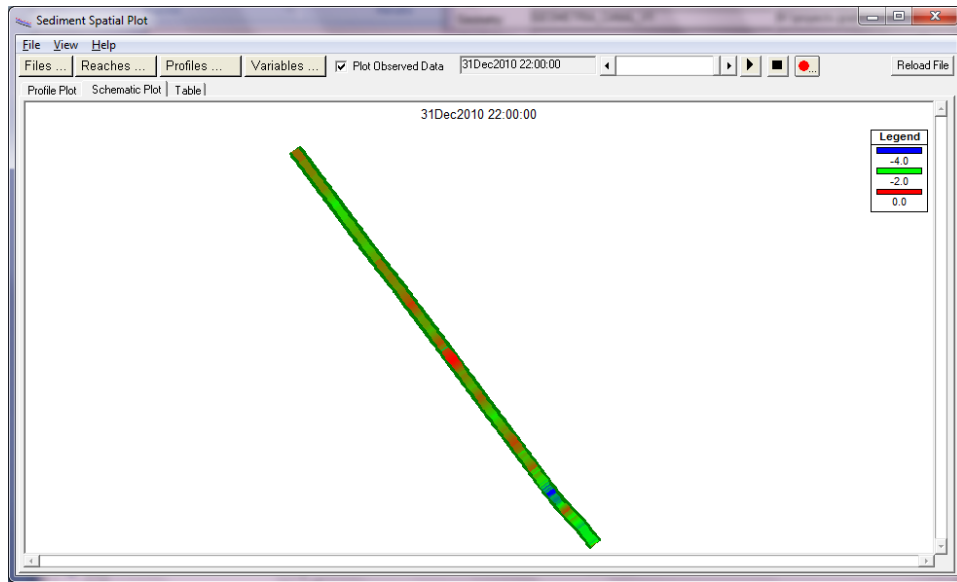 Sediment Spatial Plot
File View Help
Files ... Reaches ... Profiles ... Variables ... Plot Observed Data 31Dec2010 22:00:00 Reload File
Profile Plot Schematic Plot Table
31Dec2010 22:00:00
Legend
-4.0
-2.0
0.0